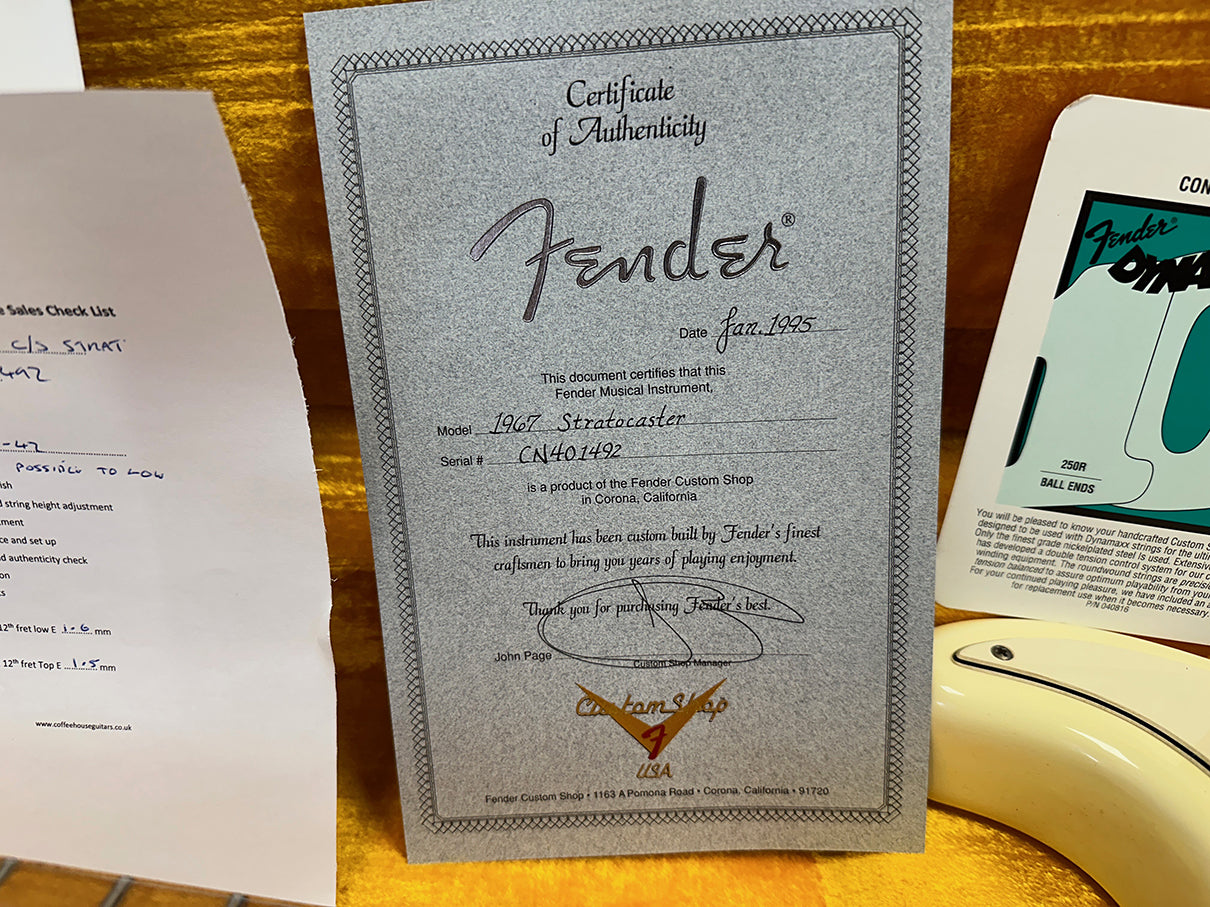 Sales Check List
C/S STRAT
492
-42
POSSIBLE TO LOW
string height adjustment
ce and set up
authenticity check
12th fret low E 1.6 mm
12th fret Top E 1.5 mm
www.coffeehouseguitars.co.uk
Certificate
of Authenticity
Fender®
Date Jan. 1995
This document certifies that this
Fender Musical Instrument,
Model 1967 Stratocaster
Serial # CN401492
is a product of the Fender Custom Shop
in Corona, California
This instrument has been custom built by Fender's finest
craftsmen to bring you years of playing enjoyment.
Thank you for purchasing Fender's best.
John Page
Custom Shop Manager
Custom Shop
F
USA
Fender Custom Shop • 1163 A Pomona Road • Corona, California • 91720
CON
Fender®
DYNA
250R
BALL ENDS
You will be pleased to know your handcrafted Custom S
designed to be used with Dynamaxx strings for the ulti
Only the finest grade nickelplated steel is used. Extensiv
has developed a double tension control system for our c
winding equipment. The roundwound strings are precisi
tension balanced to assure optimum playability from your
For your continued playing pleasure, we have included an a
for replacement use when it becomes necessary.
P/N 040816